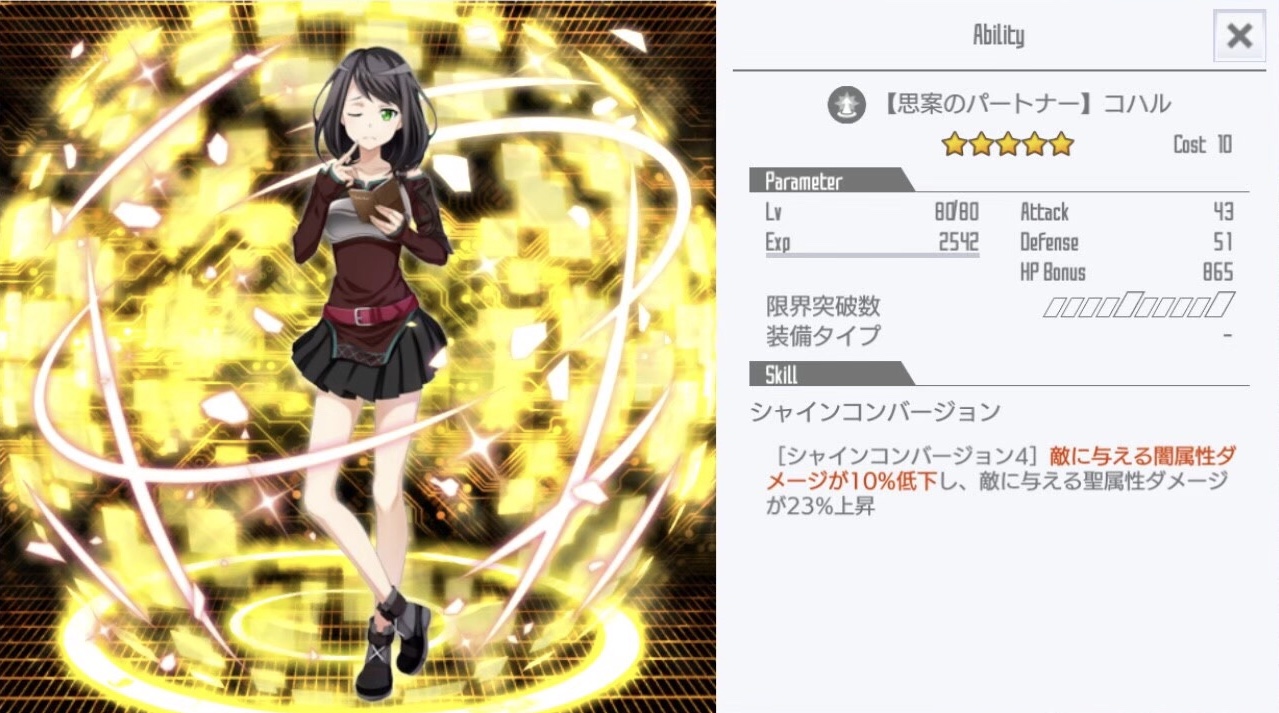 Ability
【思案のパートナー】コハル
Cost 10
Parameter
Lv 80/80
Attack 43
Exp 2542
Defense 51
HP Bonus 865
限界突破数
装備タイプ -
Skill
シャインコンバージョン
[シャインコンバージョン4] 敵に与える闇属性ダ
メージが10%低下し、敵に与える聖属性ダメージ
が23%上昇